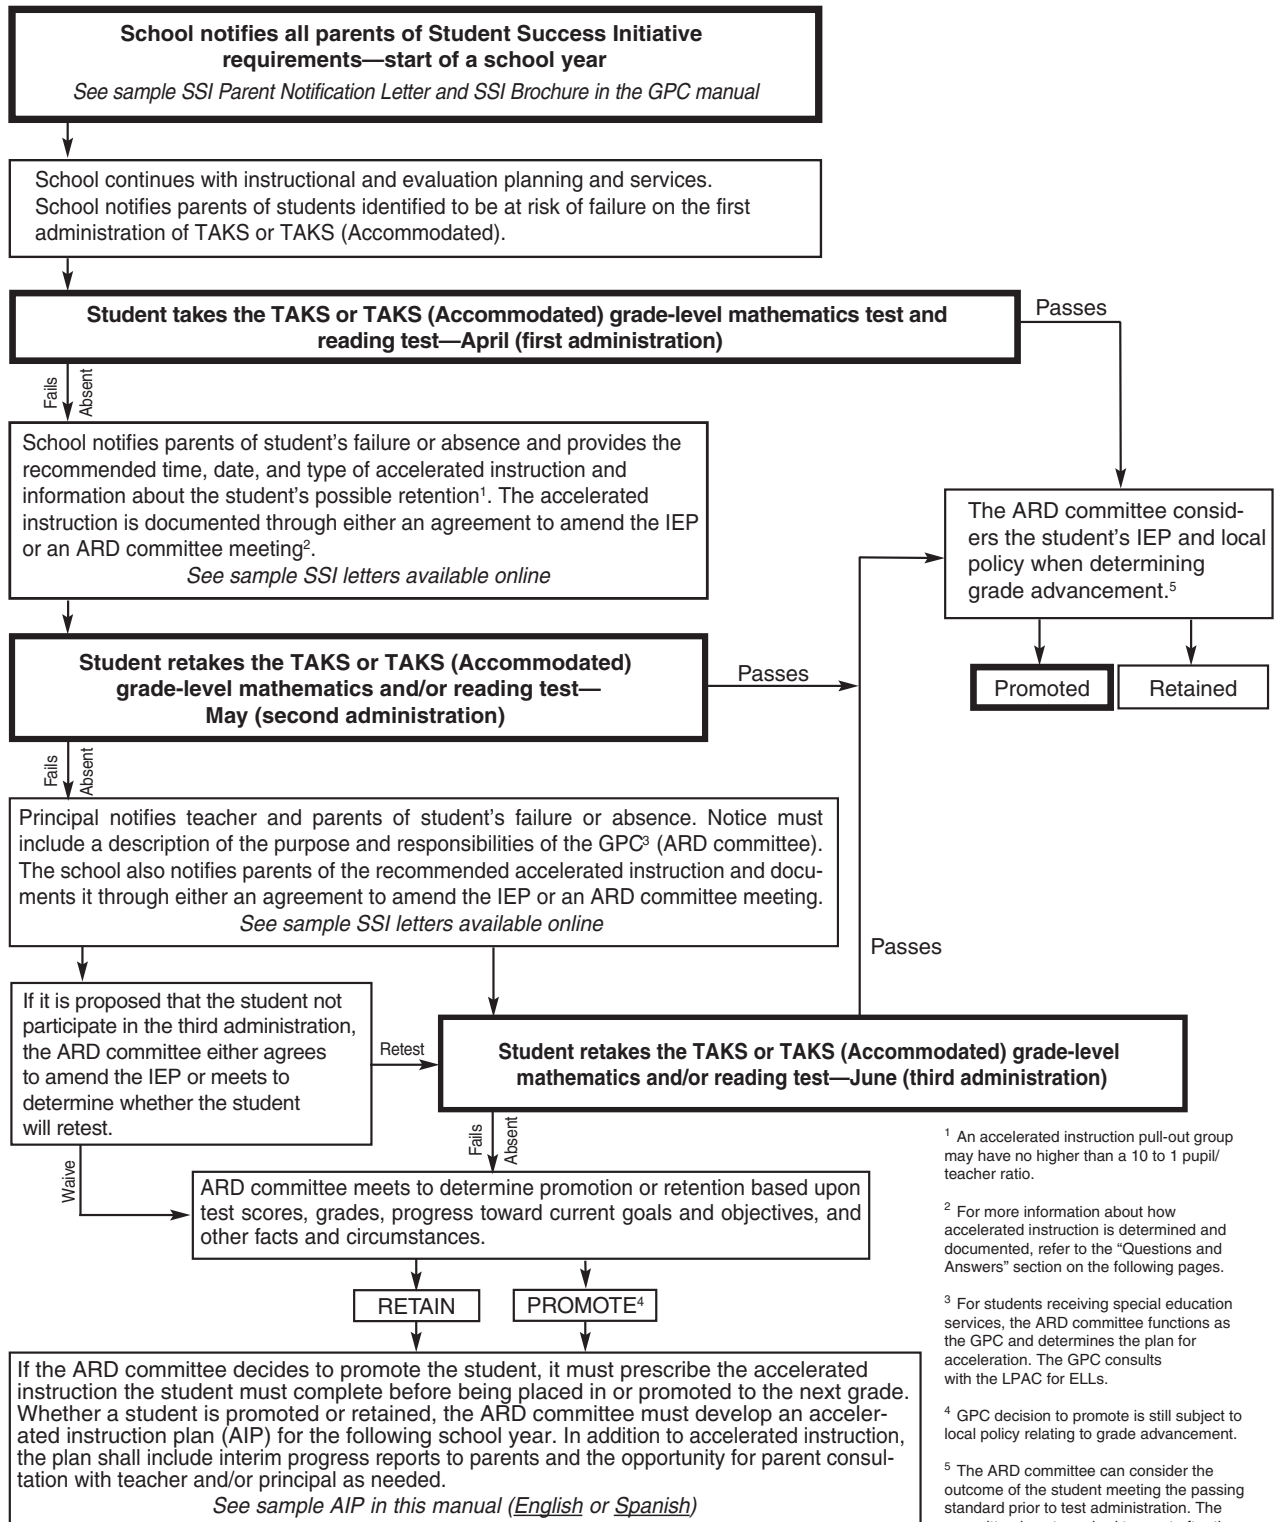 School notifies all parents of Student Success Initiative
requirements—start of a school year
See sample SSI Parent Notification Letter and SSI Brochure in the GPC manual
School continues with instructional and evaluation planning and services.
School notifies parents of students identified to be at risk of failure on the first
administration of TAKS or TAKS (Accommodated).
Student takes the TAKS or TAKS (Accommodated) grade-level mathematics test and
reading test—April (first administration)
Passes
Fails
Absent
School notifies parents of student’s failure or absence and provides the
recommended time, date, and type of accelerated instruction and
information about the student’s possible retention¹. The accelerated
instruction is documented through either an agreement to amend the IEP
or an ARD committee meeting².
See sample SSI letters available online
The ARD committee consid-
ers the student’s IEP and local
policy when determining
grade advancement.⁵
Promoted
Retained
Student retakes the TAKS or TAKS (Accommodated)
grade-level mathematics and/or reading test—
May (second administration)
Passes
Fails
Absent
Principal notifies teacher and parents of student’s failure or absence. Notice must
include a description of the purpose and responsibilities of the GPC³ (ARD committee).
The school also notifies parents of the recommended accelerated instruction and docu-
ments it through either an agreement to amend the IEP or an ARD committee meeting.
See sample SSI letters available online
Passes
If it is proposed that the student not
participate in the third administration,
the ARD committee either agrees
to amend the IEP or meets to
determine whether the student
will retest.
Retest
Student retakes the TAKS or TAKS (Accommodated) grade-level
mathematics and/or reading test—June (third administration)
Fails
Absent
Waive
ARD committee meets to determine promotion or retention based upon
test scores, grades, progress toward current goals and objectives, and
other facts and circumstances.
RETAIN
PROMOTE⁴
If the ARD committee decides to promote the student, it must prescribe the accelerated
instruction the student must complete before being placed in or promoted to the next grade.
Whether a student is promoted or retained, the ARD committee must develop an acceler-
ated instruction plan (AIP) for the following school year. In addition to accelerated instruction,
the plan shall include interim progress reports to parents and the opportunity for parent consul-
tation with teacher and/or principal as needed.
See sample AIP in this manual (English or Spanish)
¹ An accelerated instruction pull-out group
may have no higher than a 10 to 1 pupil/
teacher ratio.
² For more information about how
accelerated instruction is determined and
documented, refer to the “Questions and
Answers” section on the following pages.
³ For students receiving special education
services, the ARD committee functions as
the GPC and determines the plan for
acceleration. The GPC consults
with the LPAC for ELLs.
⁴ GPC decision to promote is still subject to
local policy relating to grade advancement.
⁵ The ARD committee can consider the
outcome of the student meeting the passing
standard prior to test administration. The